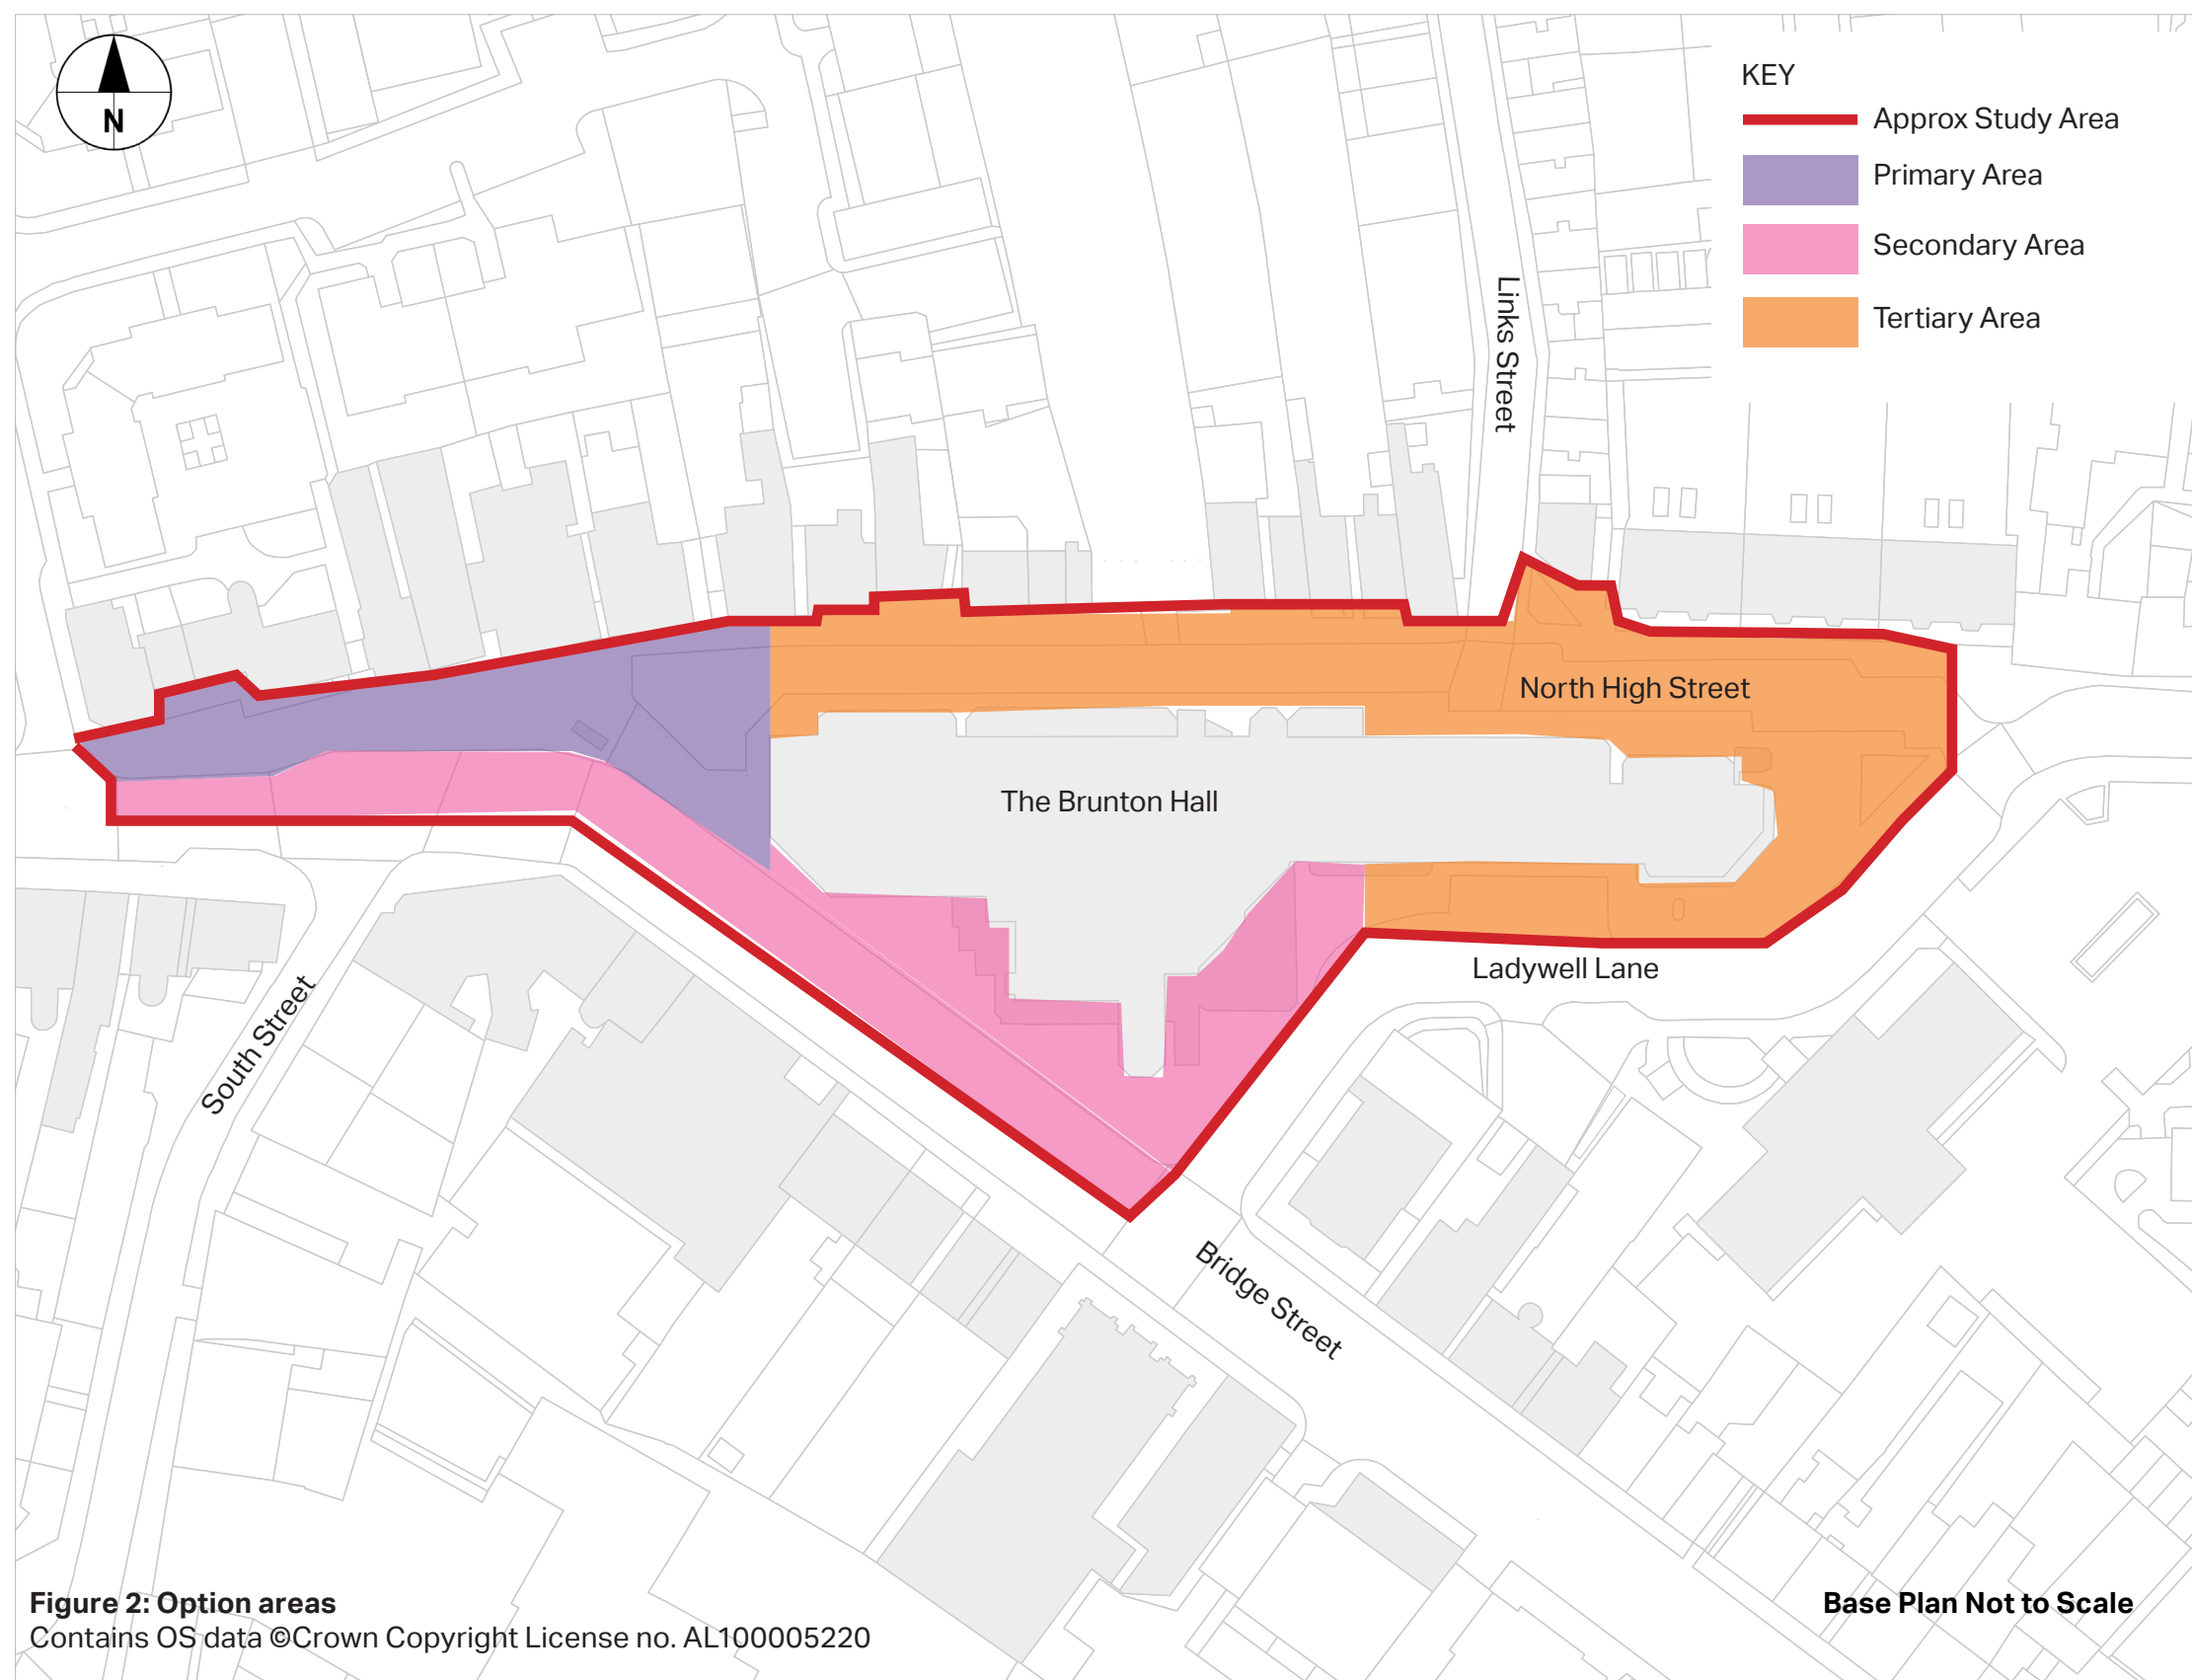 N
KEY
Approx Study Area
Primary Area
Secondary Area
Tertiary Area
Links Street
North High Street
The Brunton Hall
Ladywell Lane
South Street
Bridge Street
Figure 2: Option areas
Contains OS data ©Crown Copyright License no. AL100005220
Base Plan Not to Scale